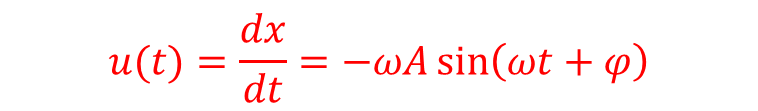 u(t) = dx/dt = −ωA sin(ωt + φ)